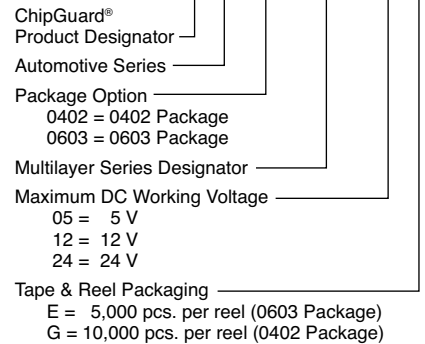 ChipGuard®
Product Designator
Automotive Series
Package Option
0402 = 0402 Package
0603 = 0603 Package
Multilayer Series Designator
Maximum DC Working Voltage
05 = 5 V
12 = 12 V
24 = 24 V
Tape & Reel Packaging
E = 5,000 pcs. per reel (0603 Package)
G = 10,000 pcs. per reel (0402 Package)